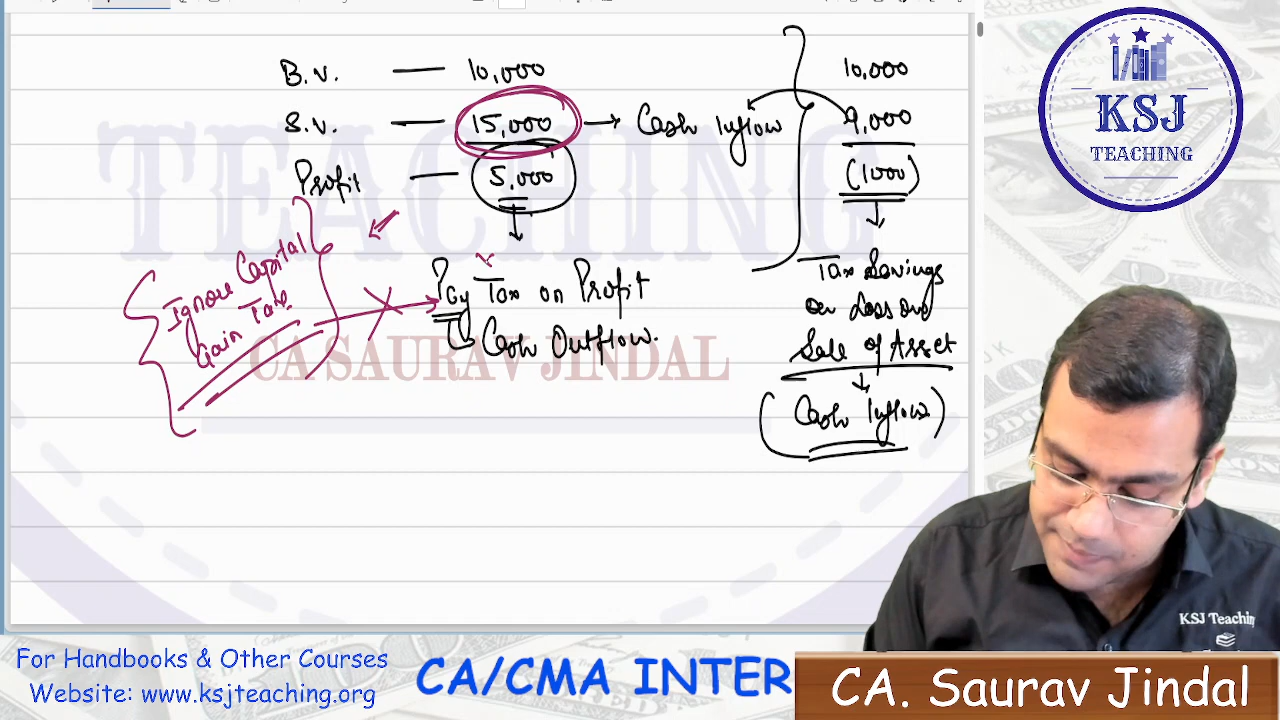 B.V. — 10,000 10,000
S.V. — 15,000 → Cash Inflow 9,000
Profit — 5,000 (1000)
Ignore Capital
Gain Tax
Pay Tax on Profit
↳ Cash Outflow.
Tax Savings
on Loss on
Sale of Asset
(Cash Inflow)
TEACHING
CA SAURAV JINDAL
KSJ
TEACHING
KSJ Teachin
For Handbooks & Other Courses
Website: www.ksjteaching.org
CA/CMA INTER
CA. Saurav Jindal